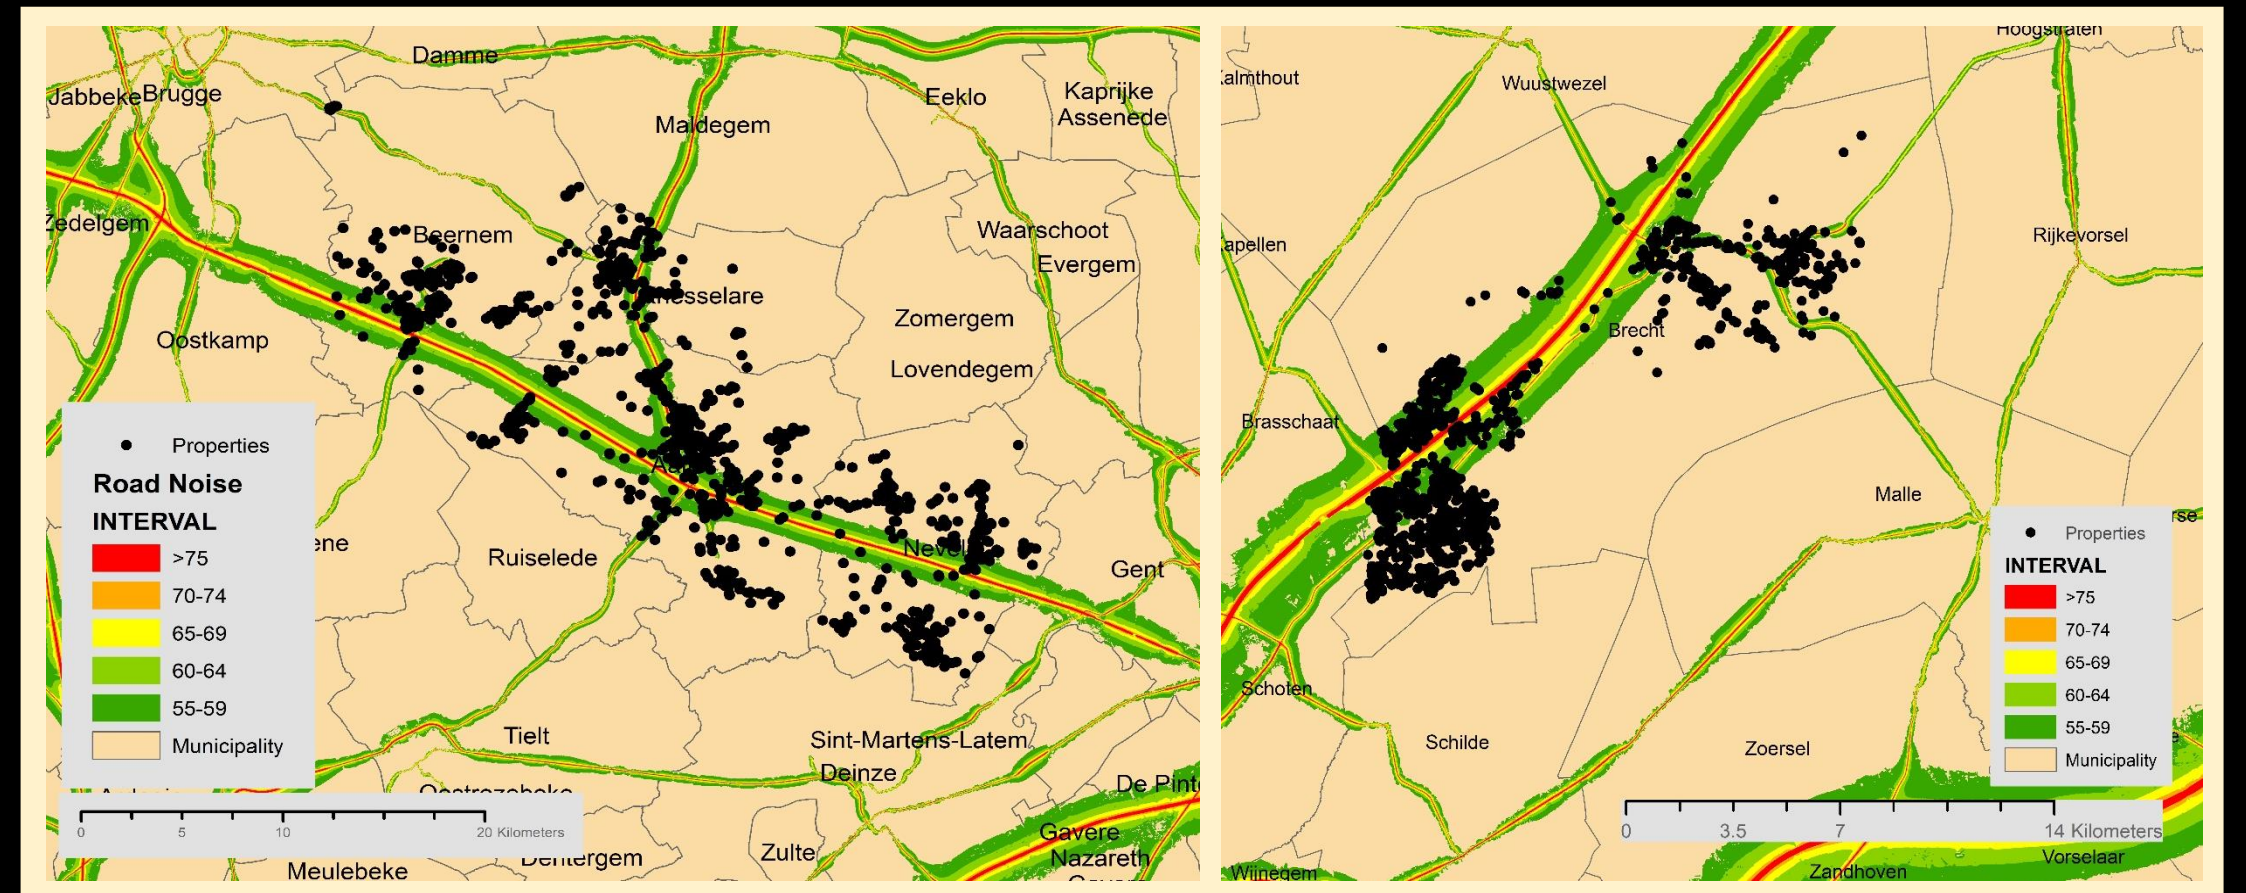 Damme
Jabbeke
Brugge
Eeklo
Kaprijke
Assenede
Maldegem
Zedelgem
Beernem
Waarschoot
Evergem
Oostkamp
Zomergem
Lovendegem
Ruiselede
Gent
Tielt
Sint-Martens-Latem
Deinze
Gavere
Nazareth
Zulte
Meulebeke
Properties
Road Noise
INTERVAL
>75
70-74
65-69
60-64
55-59
Municipality
0 5 10 20 Kilometers
Hoogstraten
Wuustwezel
Rijkevorsel
Brecht
Brasschaat
Malle
Schoten
Schilde
Zoersel
Wijnegem
Zandhoven
Vorselaar
Properties
INTERVAL
>75
70-74
65-69
60-64
55-59
Municipality
0 3.5 7 14 Kilometers